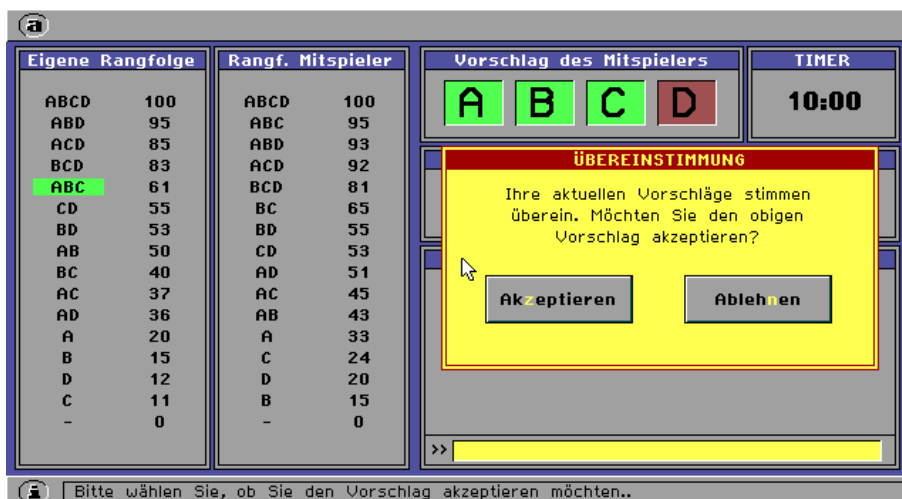 a
Eigene Rangfolge
ABCD 100
ABD 95
ACD 85
BCD 83
ABC 61
CD 55
BD 53
AB 50
BC 40
AC 37
AD 36
A 20
B 15
D 12
C 11
- 0
Rangf. Mitspieler
ABCD 100
ABC 95
ABD 93
ACD 92
BCD 81
BC 65
BD 55
CD 53
AD 51
AC 45
AB 43
A 33
C 24
D 20
B 15
- 0
Vorschlag des Mitspielers
A B C D
TIMER
10:00
ÜBEREINSTIMMUNG
Ihre aktuellen Vorschläge stimmen
überein. Möchten Sie den obigen
Vorschlag akzeptieren?
Akzeptieren Ablehnen
>>
i Bitte wählen Sie, ob Sie den Vorschlag akzeptieren möchten..